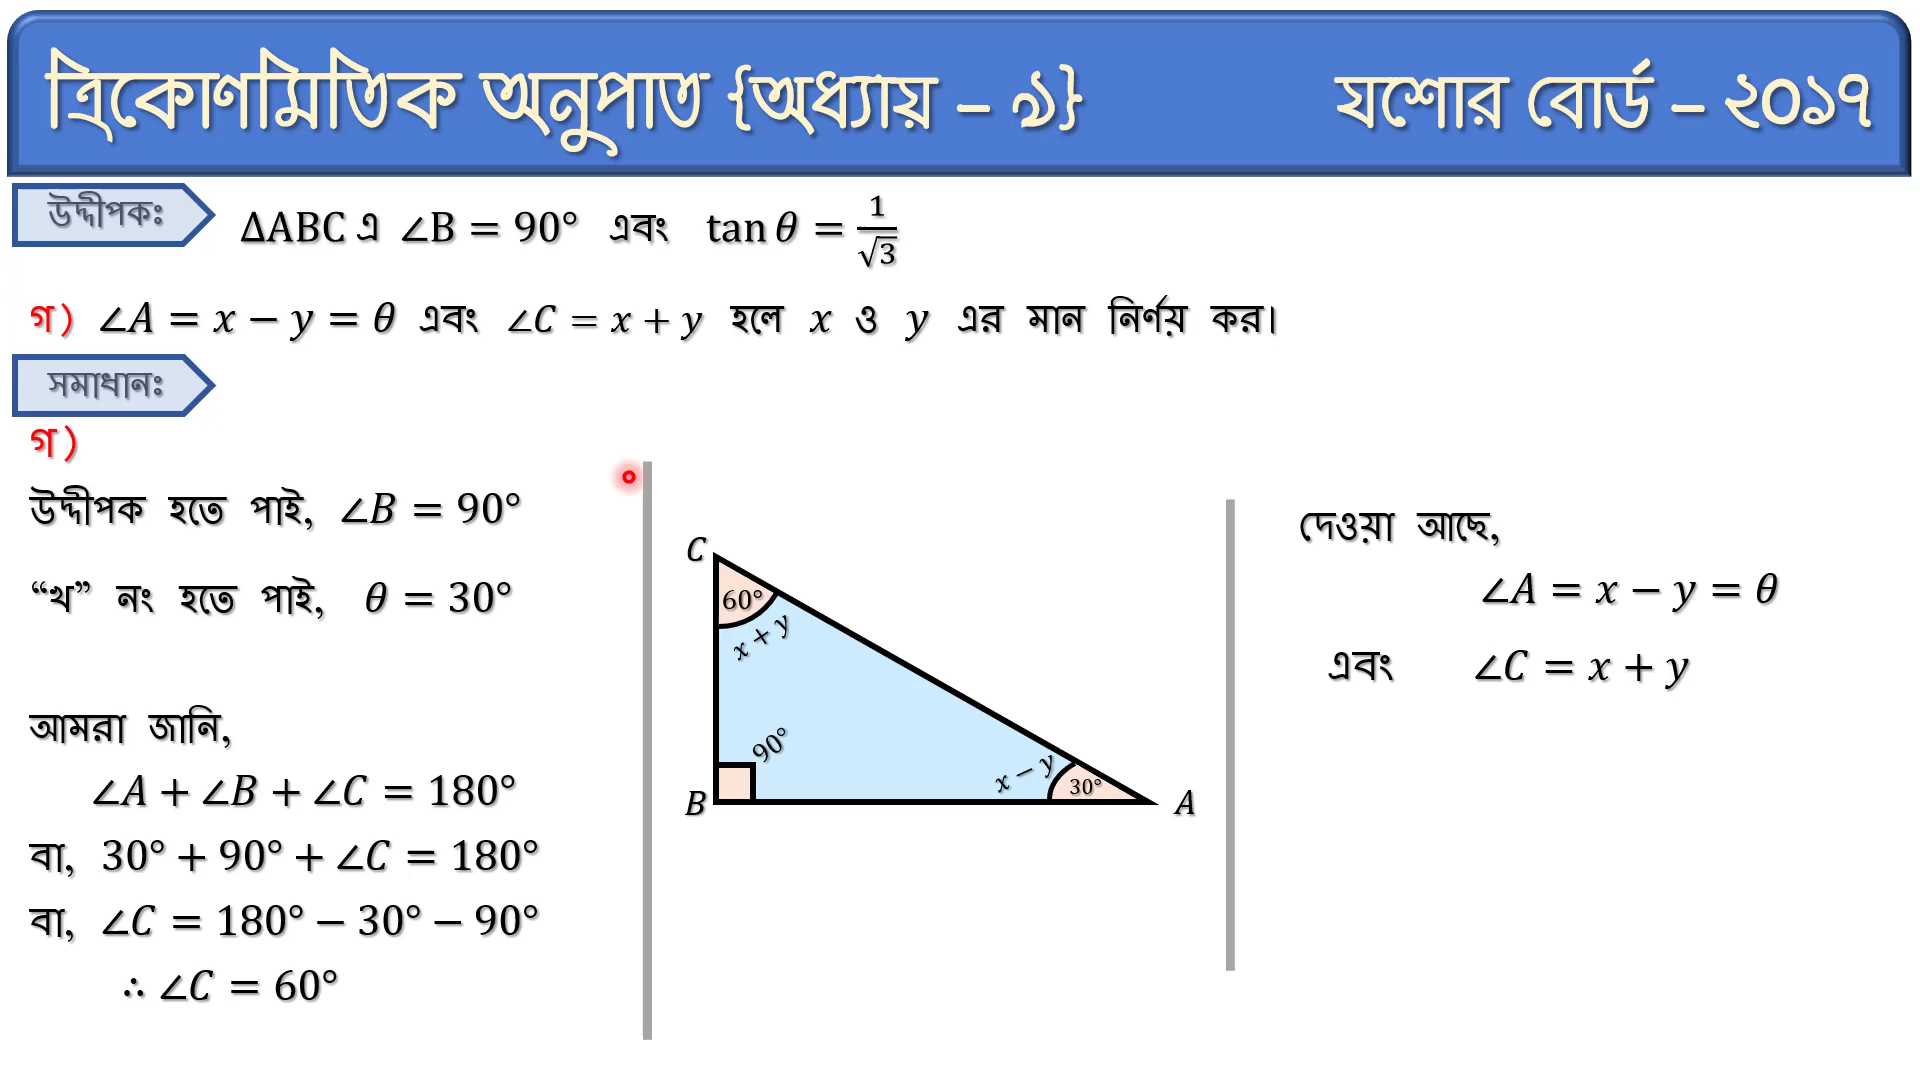 ত্রিকোণমিতিক অনুপাত {অধ্যায় – ৯} যশোর বোর্ড – ২০১৭
উদ্দীপকঃ ΔABC এ ∠B = 90° এবং tan θ = 1/√3
গ) ∠A = x − y = θ এবং ∠C = x + y হলে x ও y এর মান নির্ণয় কর।
সমাধানঃ
গ)
উদ্দীপক হতে পাই, ∠B = 90°
“খ” নং হতে পাই, θ = 30°
আমরা জানি,
∠A + ∠B + ∠C = 180°
বা, 30° + 90° + ∠C = 180°
বা, ∠C = 180° − 30° − 90°
∴ ∠C = 60°
C
60°
x + y
90°
x − y
30°
B
A
দেওয়া আছে,
∠A = x − y = θ
এবং ∠C = x + y